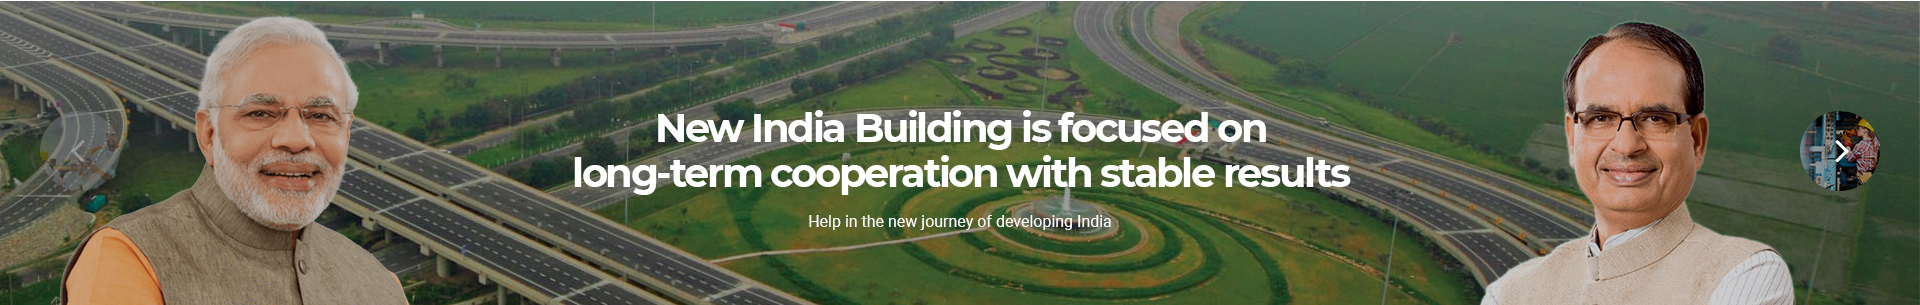 New India Building is focused on
long-term cooperation with stable results
Help in the new journey of developing India